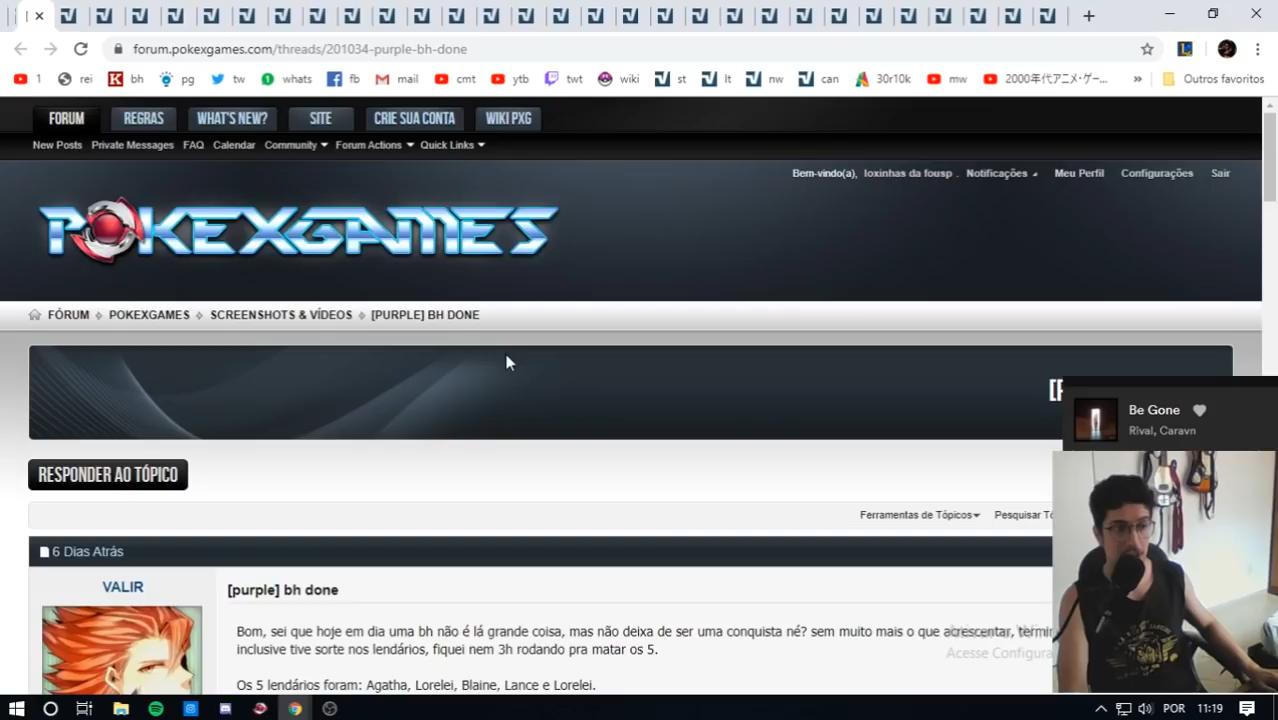 forum.pokexgames.com/threads/201034-purple-bh-done
1 rei bh pg tw whats fb mail cmt ytb twt wiki st lt nw can 30r10k mw 2000年代アニメ・ゲー... » Outros favoritos
FORUM REGRAS WHAT'S NEW? SITE CRIE SUA CONTA WIKI PXG
New Posts Private Messages FAQ Calendar Community Forum Actions Quick Links
Bem-vindo(a), loxinhas da fousp . Notificações Meu Perfil Configurações Sair
POKEXGAMES
FÓRUM POKEXGAMES SCREENSHOTS & VÍDEOS [PURPLE] BH DONE
[P
Be Gone
Rival, Caravn
RESPONDER AO TÓPICO
Ferramentas de Tópicos Pesquisar Tó
6 Dias Atrás
VALIR
[purple] bh done
Bom, sei que hoje em dia uma bh não é lá grande coisa, mas não deixa de ser uma conquista né? sem muito mais o que acrescentar, termin
inclusive tive sorte nos lendários, fiquei nem 3h rodando pra matar os 5.
Acesse Configura
Os 5 lendários foram: Agatha, Lorelei, Blaine, Lance e Lorelei.
POR 11:19